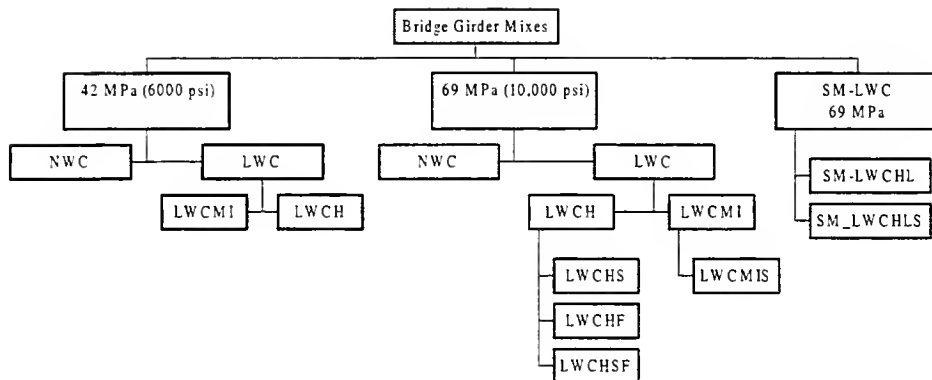 Bridge Girder Mixes
42 MPa (6000 psi)
69 MPa (10,000 psi)
SM-LWC
69 MPa
NWC
LWC
NWC
LWC
SM-LWCHL
LWCMI
LWCH
LWCH
LWCMI
SM_LWCHLS
LWCHS
LWCMIS
LWCHF
LWCHSF